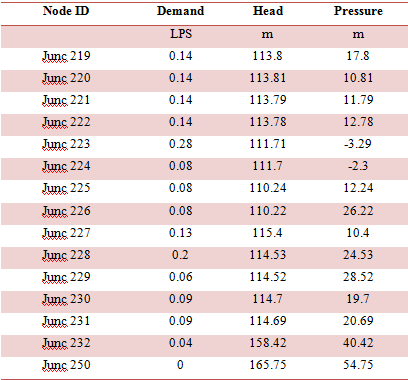 Node ID Demand Head Pressure
LPS m m
Junc 219 0.14 113.8 17.8
Junc 220 0.14 113.81 10.81
Junc 221 0.14 113.79 11.79
Junc 222 0.14 113.78 12.78
Junc 223 0.28 111.71 -3.29
Junc 224 0.08 111.7 -2.3
Junc 225 0.08 110.24 12.24
Junc 226 0.08 110.22 26.22
Junc 227 0.13 115.4 10.4
Junc 228 0.2 114.53 24.53
Junc 229 0.06 114.52 28.52
Junc 230 0.09 114.7 19.7
Junc 231 0.09 114.69 20.69
Junc 232 0.04 158.42 40.42
Junc 250 0 165.75 54.75